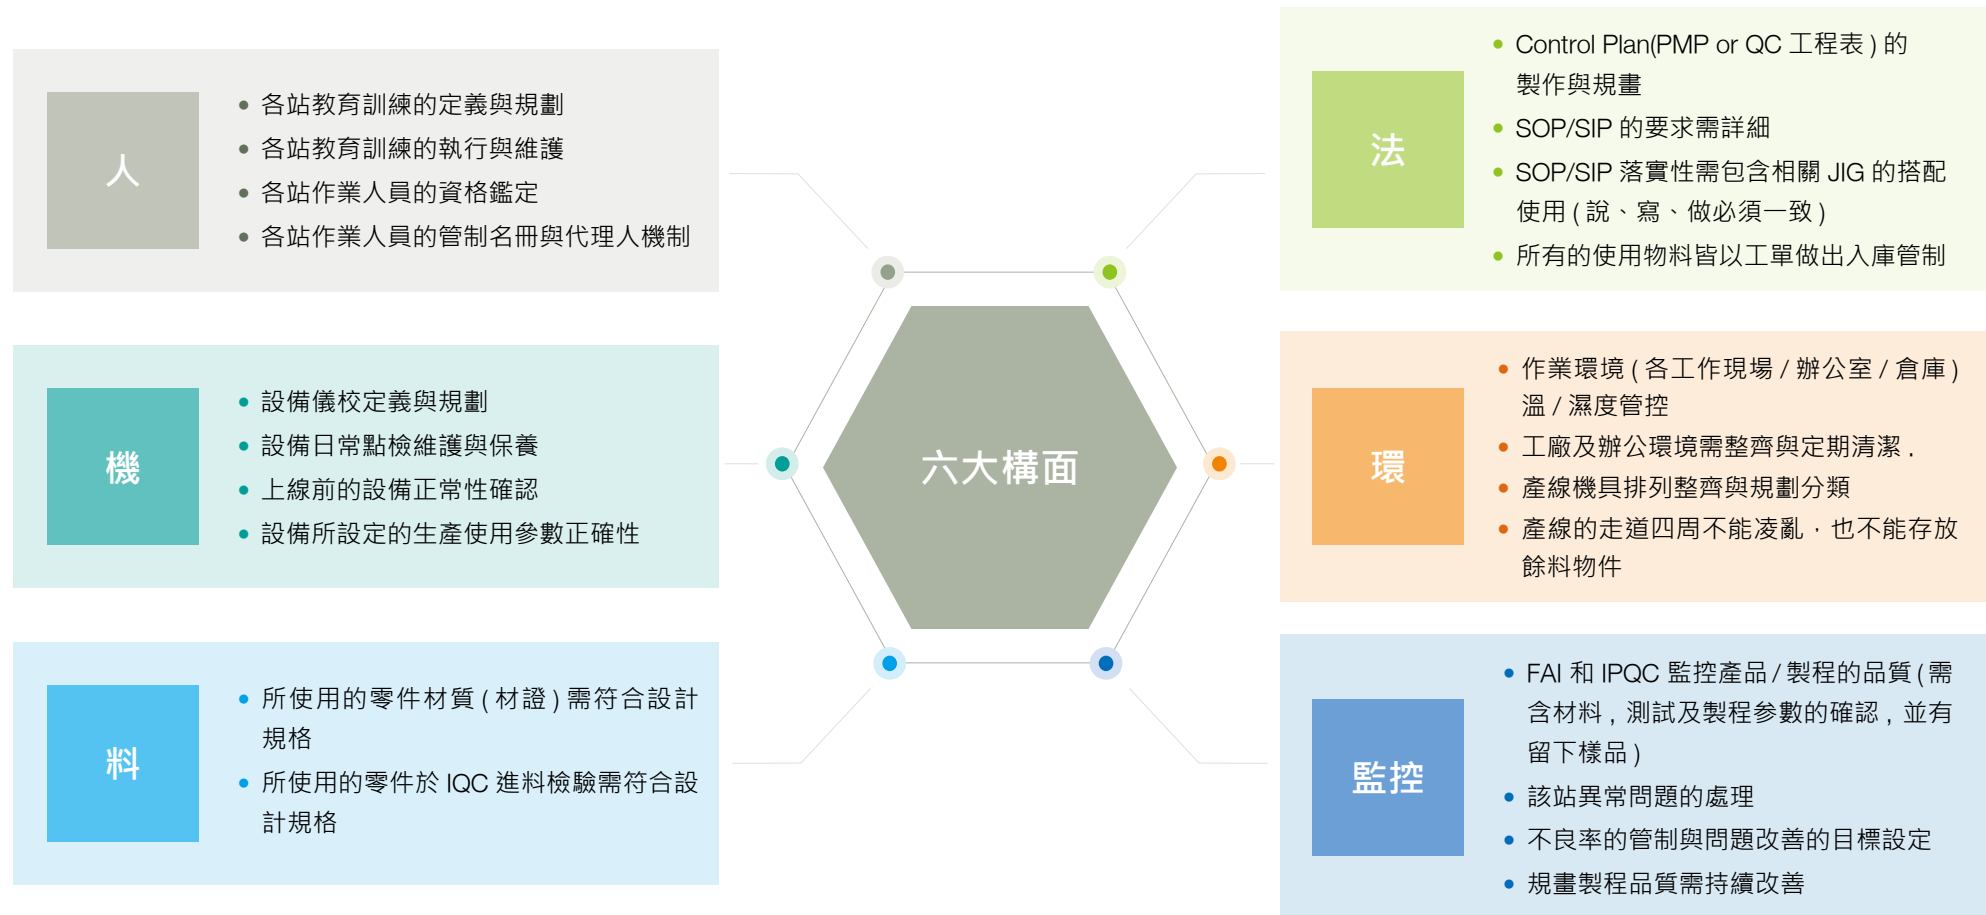 人
各站教育訓練的定義與規劃
各站教育訓練的執行與維護
各站作業人員的資格鑑定
各站作業人員的管制名冊與代理人機制
機
設備儀校定義與規劃
設備日常點檢維護與保養
上線前的設備正常性確認
設備所設定的生產使用參數正確性
料
所使用的零件材質(材證)需符合設計
規格
所使用的零件於 IQC 進料檢驗需符合設
計規格
六大構面
法
Control Plan(PMP or QC 工程表)的
製作與規畫
SOP/SIP 的要求需詳細
SOP/SIP 落實性需包含相關 JIG 的搭配
使用(說、寫、做必須一致)
所有的使用物料皆以工單做出入庫管制
環
作業環境(各工作現場/辦公室/倉庫)
溫/濕度管控
工廠及辦公環境需整齊與定期清潔.
產線機具排列整齊與規劃分類
產線的走道四周不能凌亂，也不能存放
餘料物件
監控
FAI 和 IPQC 監控產品/製程的品質(需
含材料,測試及製程參數的確認,並有
留下樣品)
該站異常問題的處理
不良率的管制與問題改善的目標設定
規畫製程品質需持續改善